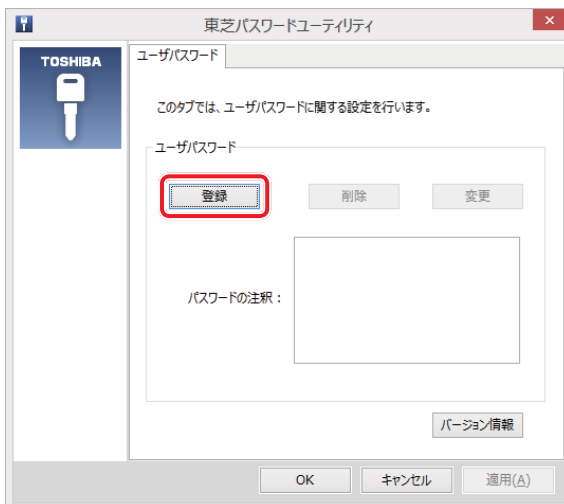 東芝パスワードユーティリティ
TOSHIBA
ユーザパスワード
このタブでは、ユーザパスワードに関する設定を行います。
ユーザパスワード
登録 削除 変更
パスワードの注釈：
バージョン情報
OK キャンセル 適用(A)